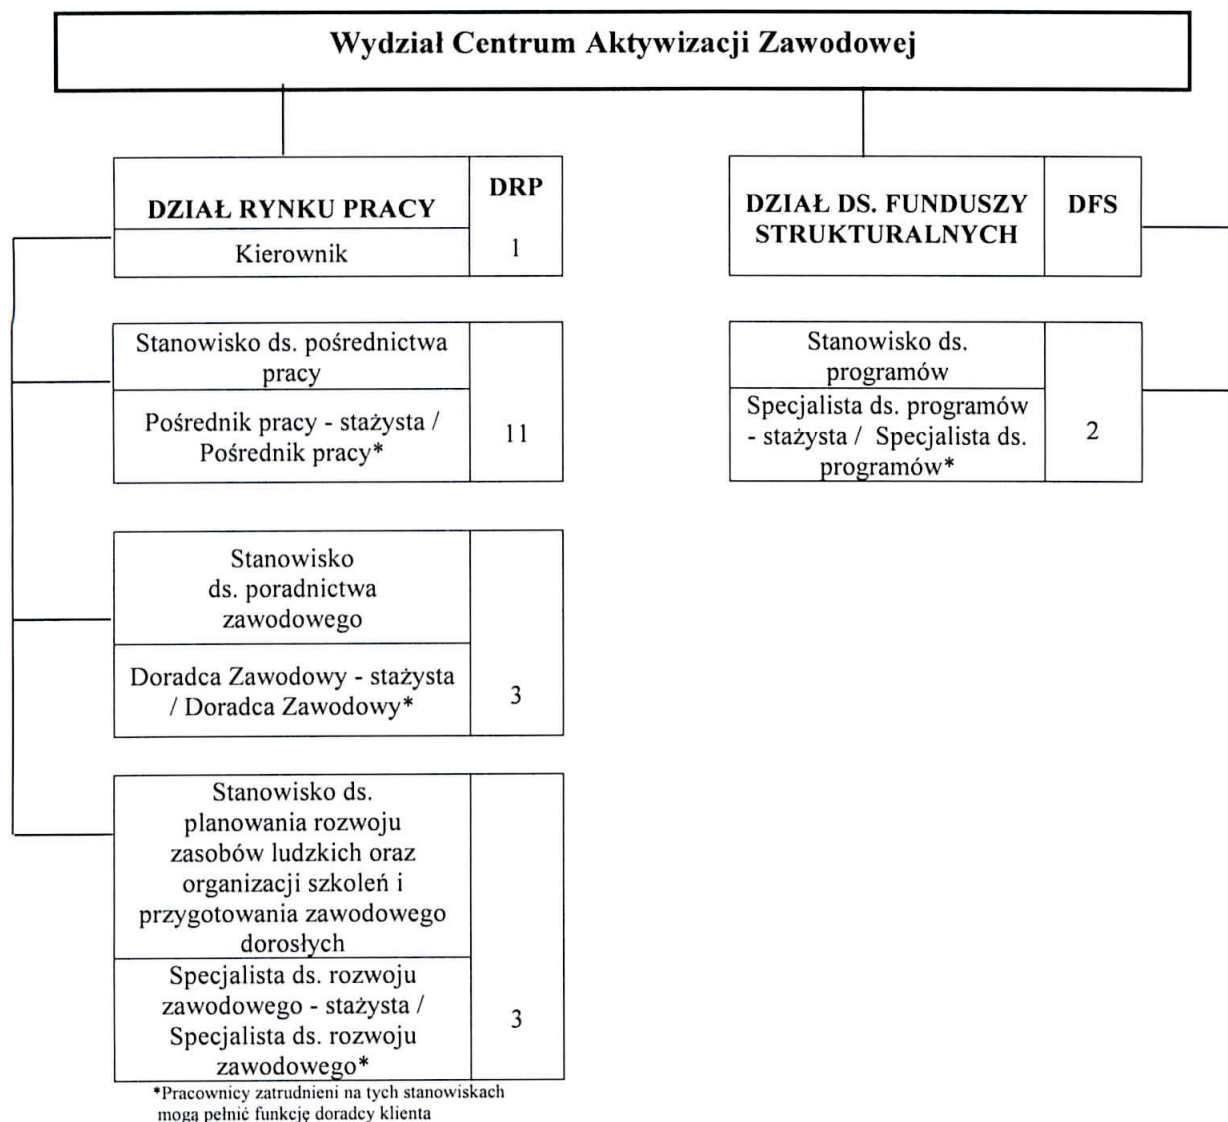 Wydział Centrum Aktywizacji Zawodowej
DZIAŁ RYNKU PRACY
DRP
Kierownik
1
Stanowisko ds. pośrednictwa
pracy
Pośrednik pracy - stażysta /
Pośrednik pracy*
11
Stanowisko
ds. poradnictwa
zawodowego
Doradca Zawodowy - stażysta
/ Doradca Zawodowy*
3
Stanowisko ds.
planowania rozwoju
zasobów ludzkich oraz
organizacji szkoleń i
przygotowania zawodowego
dorosłych
Specjalista ds. rozwoju
zawodowego - stażysta /
Specjalista ds. rozwoju
zawodowego*
3
*Pracownicy zatrudnieni na tych stanowiskach
mogą pełnić funkcję doradcy klienta
DZIAŁ DS. FUNDUSZY
STRUKTURALNYCH
DFS
Stanowisko ds.
programów
Specjalista ds. programów
- stażysta / Specjalista ds.
programów*
2